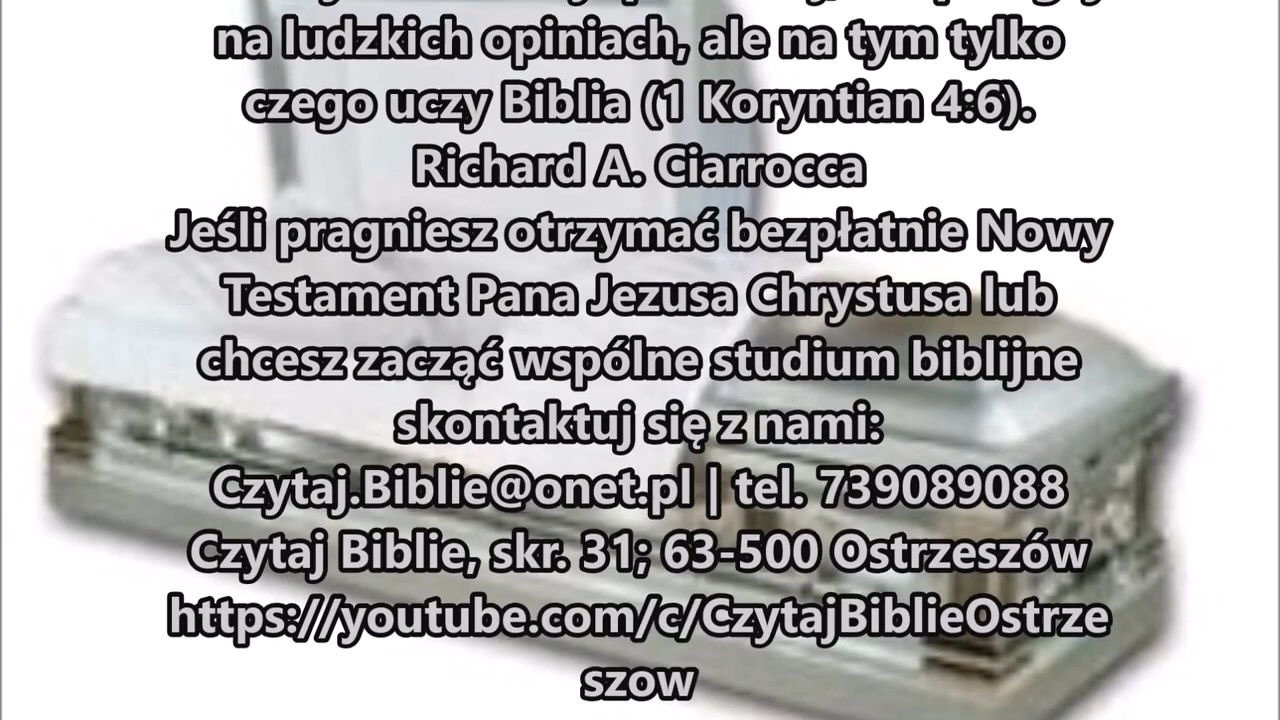 na ludzkich opiniach, ale na tym tylko
czego uczy Biblia (1 Koryntian 4:6).
Richard A. Ciarrocca
Jeśli pragniesz otrzymać bezpłatnie Nowy
Testament Pana Jezusa Chrystusa lub
chcesz zacząć wspólne studium biblijne
skontaktuj się z nami:
Czytaj.Biblie@onet.pl | tel. 739089088
Czytaj Biblie, skr. 31; 63-500 Ostrzeszów
https://youtube.com/c/CzytajBiblieOstrze
szow